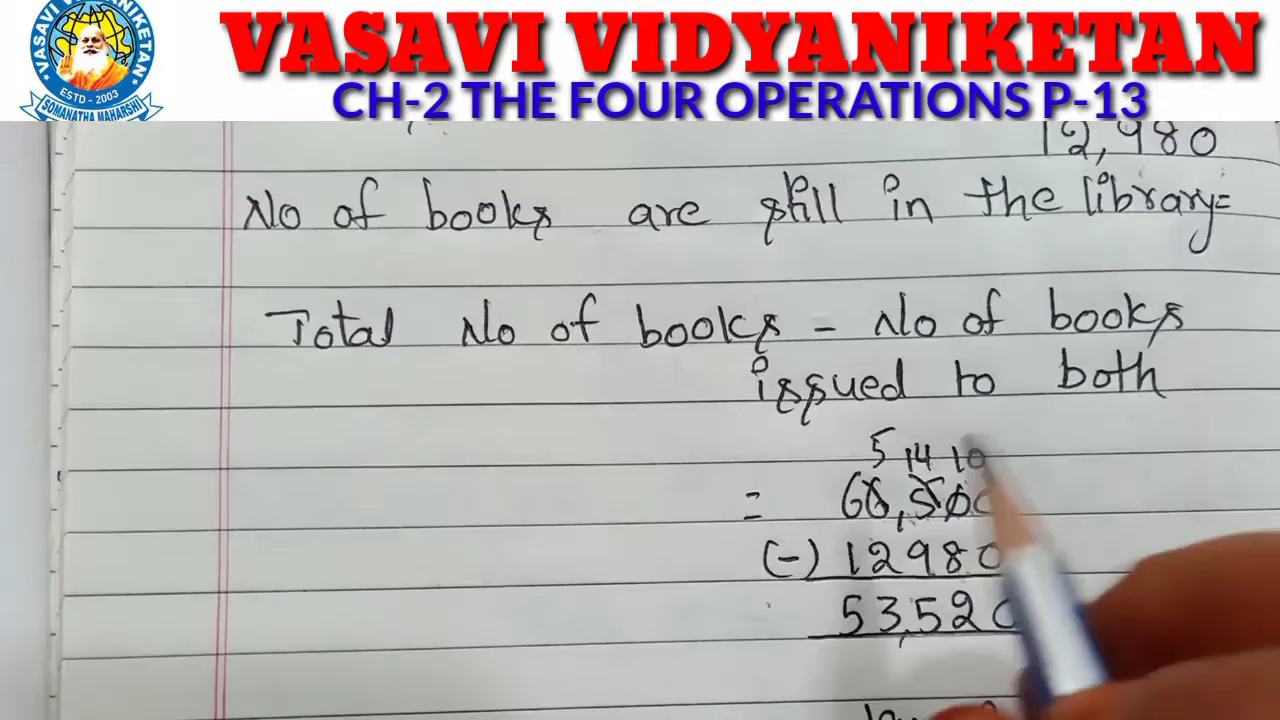 VASAVI VIDYANIKETAN
VASAVI VIDYANIKETAN
ESTD - 2003
SOMANATHA MAHARSHI
CH-2 THE FOUR OPERATIONS P-13
12,980
No of books are still in the library=
Total No of books - No of books
issued to both
5 14 10
= 66,500
(-) 12980
53,520